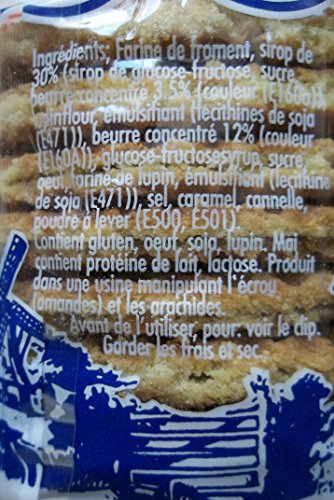 Ingrédients; Farine de froment, sirop de
30% (sirop de glucose-fructose, sucre,
beurre concentré 3.5% (couleur (E160a))
lupinflour, émulsifiant (lecithines de soja
(E471)), beurre concentré 12% (couleur
(E160A)), glucose-fructosesyrup, sucre,
oeuf, farine de lupin, émulsifiant (lecithine
de soja (E471)), sel, caramel, cannelle,
poudre à lever (E500, E501).
Contient gluten, oeuf, soja, lupin. Mai
contient protéine de lait, lactose. Produit
dans une usine manipulant l'écrou
(amandes) et les arachides.
Avant de l'utiliser, pour: voir le clip.
Garder les frais et sec.